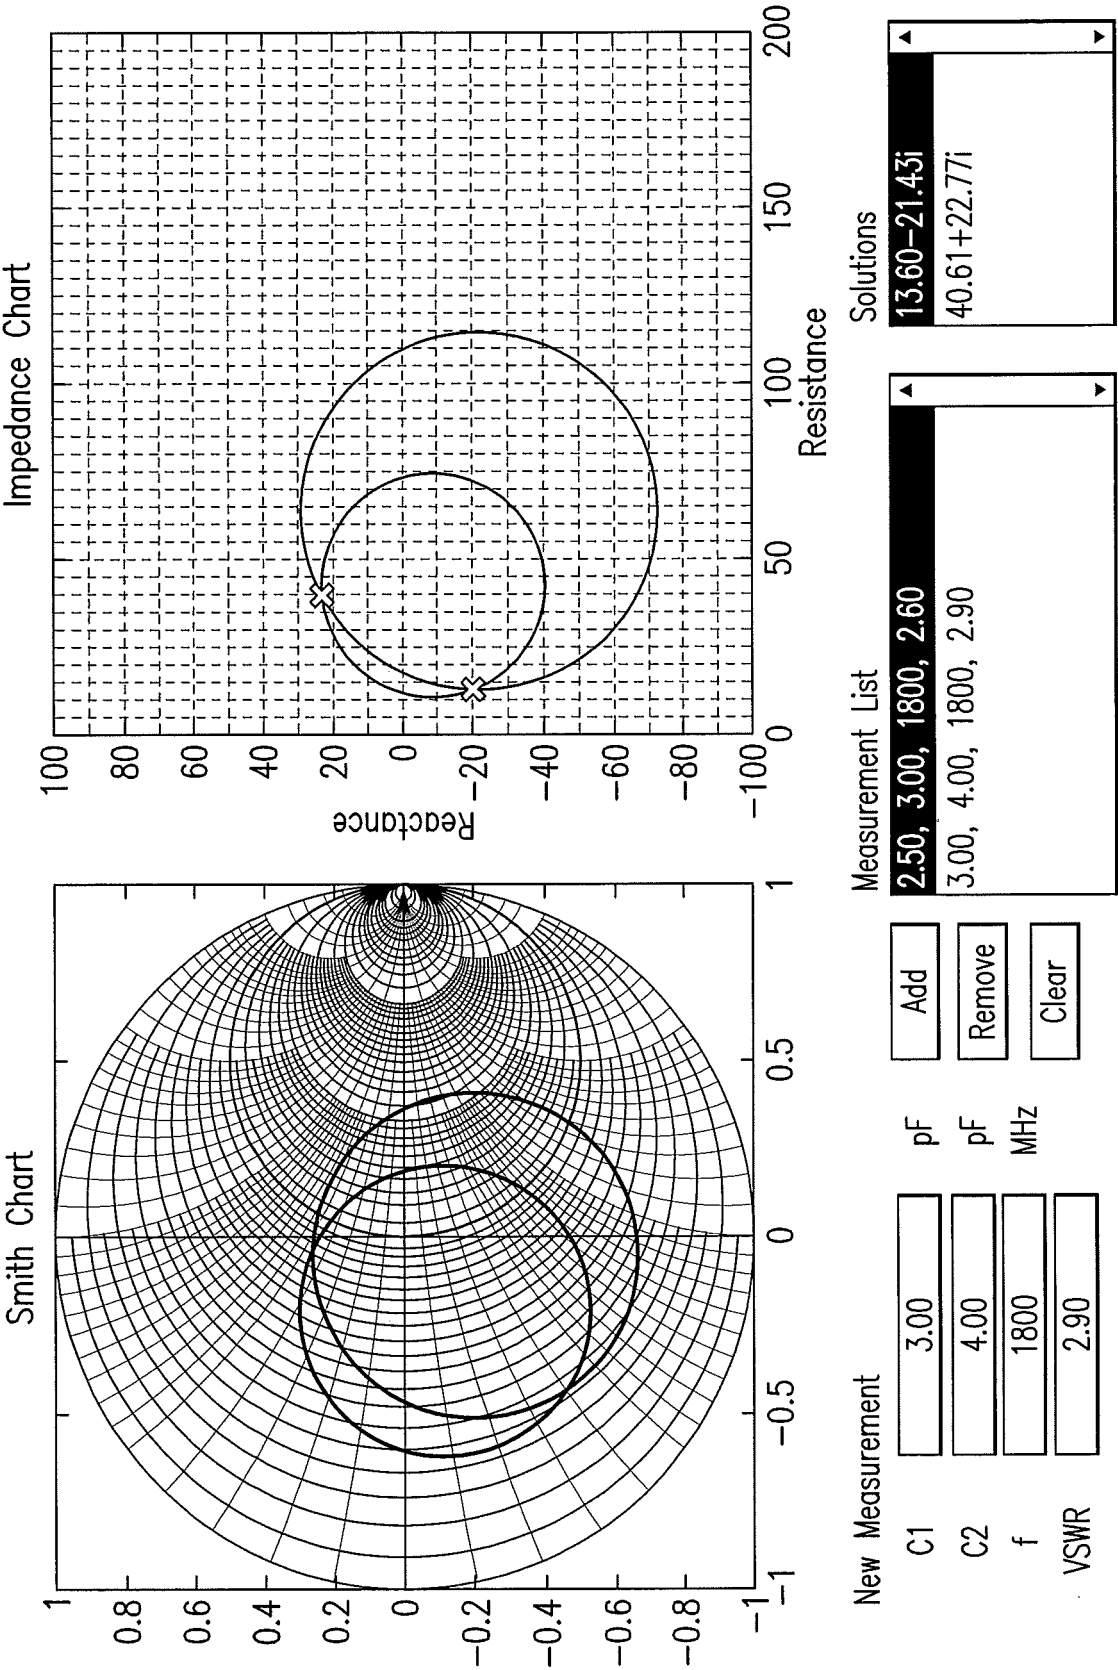 Smith Chart
1
0.8
0.6
0.4
0.2
0
-0.2
-0.4
-0.6
-0.8
-1
-1
-0.5
0
0.5
1
Impedance Chart
Reactance
100
80
60
40
20
0
-20
-40
-60
-80
-100
0
50
100
150
200
Resistance
New Measurement
C1 3.00 pF
C2 4.00 pF
f 1800 MHz
VSWR 2.90
Add
Remove
Clear
Measurement List
2.50, 3.00, 1800, 2.60
3.00, 4.00, 1800, 2.90
Solutions
13.60-21.43i
40.61+22.77i